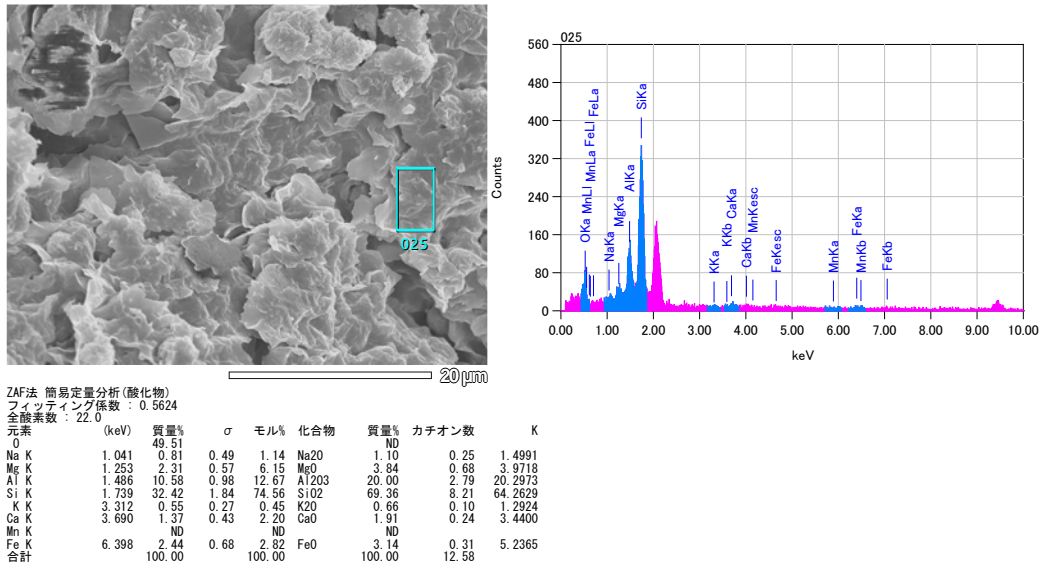 025
20µm
025
Counts
560
480
400
320
240
160
80
0
OKa MnLl MnLa FeLl FeLa
NaKa
MgKa
AlKa
SiKa
KKa
KKb CaKa
CaKb
MnKesc
FeKesc
MnKa
MnKb FeKa
FeKb
0.00 1.00 2.00 3.00 4.00 5.00 6.00 7.00 8.00 9.00 10.00
keV
ZAF法 簡易定量分析(酸化物)
フィッティング係数 : 0.5624
全酸素数 : 22.0
元素 (keV) 質量% σ モル% 化合物 質量% カチオン数 K
O 49.51 ND
Na K 1.041 0.81 0.49 1.14 Na2O 1.10 0.25 1.4991
Mg K 1.253 2.31 0.57 6.15 MgO 3.84 0.68 3.9718
Al K 1.486 10.58 0.98 12.67 Al2O3 20.00 2.79 20.2973
Si K 1.739 32.42 1.84 74.56 SiO2 69.36 8.21 64.2629
K K 3.312 0.55 0.27 0.45 K2O 0.66 0.10 1.2924
Ca K 3.690 1.37 0.43 2.20 CaO 1.91 0.24 3.4400
Mn K ND ND ND
Fe K 6.398 2.44 0.68 2.82 FeO 3.14 0.31 5.2365
合計 100.00 100.00 100.00 12.58